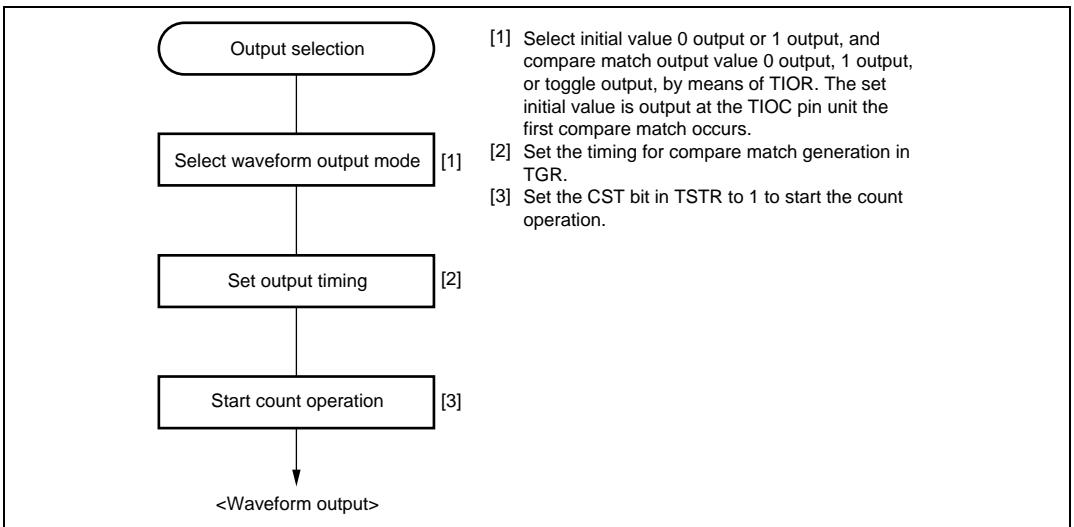 Output selection
Select waveform output mode [1]
Set output timing [2]
Start count operation [3]
<Waveform output>
[1] Select initial value 0 output or 1 output, and
compare match output value 0 output, 1 output,
or toggle output, by means of TIOR. The set
initial value is output at the TIOC pin unit the
first compare match occurs.
[2] Set the timing for compare match generation in
TGR.
[3] Set the CST bit in TSTR to 1 to start the count
operation.